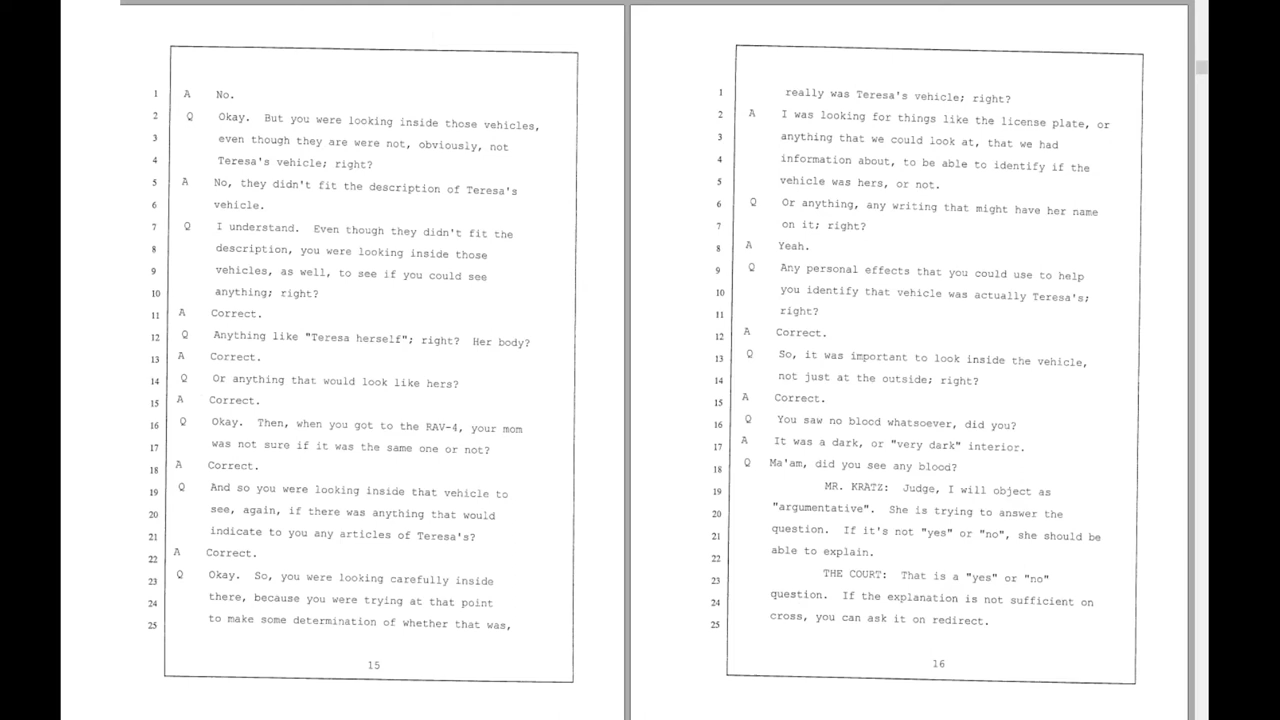 1 A No.
2 Q Okay. But you were looking inside those vehicles,
3 even though they are were not, obviously, not
4 Teresa's vehicle; right?
5 A No, they didn't fit the description of Teresa's
6 vehicle.
7 Q I understand. Even though they didn't fit the
8 description, you were looking inside those
9 vehicles, as well, to see if you could see
10 anything; right?
11 A Correct.
12 Q Anything like "Teresa herself"; right? Her body?
13 A Correct.
14 Q Or anything that would look like hers?
15 A Correct.
16 Q Okay. Then, when you got to the RAV-4, your mom
17 was not sure if it was the same one or not?
18 A Correct.
19 Q And so you were looking inside that vehicle to
20 see, again, if there was anything that would
21 indicate to you any articles of Teresa's?
22 A Correct.
23 Q Okay. So, you were looking carefully inside
24 there, because you were trying at that point
25 to make some determination of whether that was,
15
1 really was Teresa's vehicle; right?
2 A I was looking for things like the license plate, or
3 anything that we could look at, that we had
4 information about, to be able to identify if the
5 vehicle was hers, or not.
6 Q Or anything, any writing that might have her name
7 on it; right?
8 A Yeah.
9 Q Any personal effects that you could use to help
10 you identify that vehicle was actually Teresa's;
11 right?
12 A Correct.
13 Q So, it was important to look inside the vehicle,
14 not just at the outside; right?
15 A Correct.
16 Q You saw no blood whatsoever, did you?
17 A It was a dark, or "very dark" interior.
18 Q Ma'am, did you see any blood?
19 MR. KRATZ: Judge, I will object as
20 "argumentative". She is trying to answer the
21 question. If it's not "yes" or "no", she should be
22 able to explain.
23 THE COURT: That is a "yes" or "no"
24 question. If the explanation is not sufficient on
25 cross, you can ask it on redirect.
16